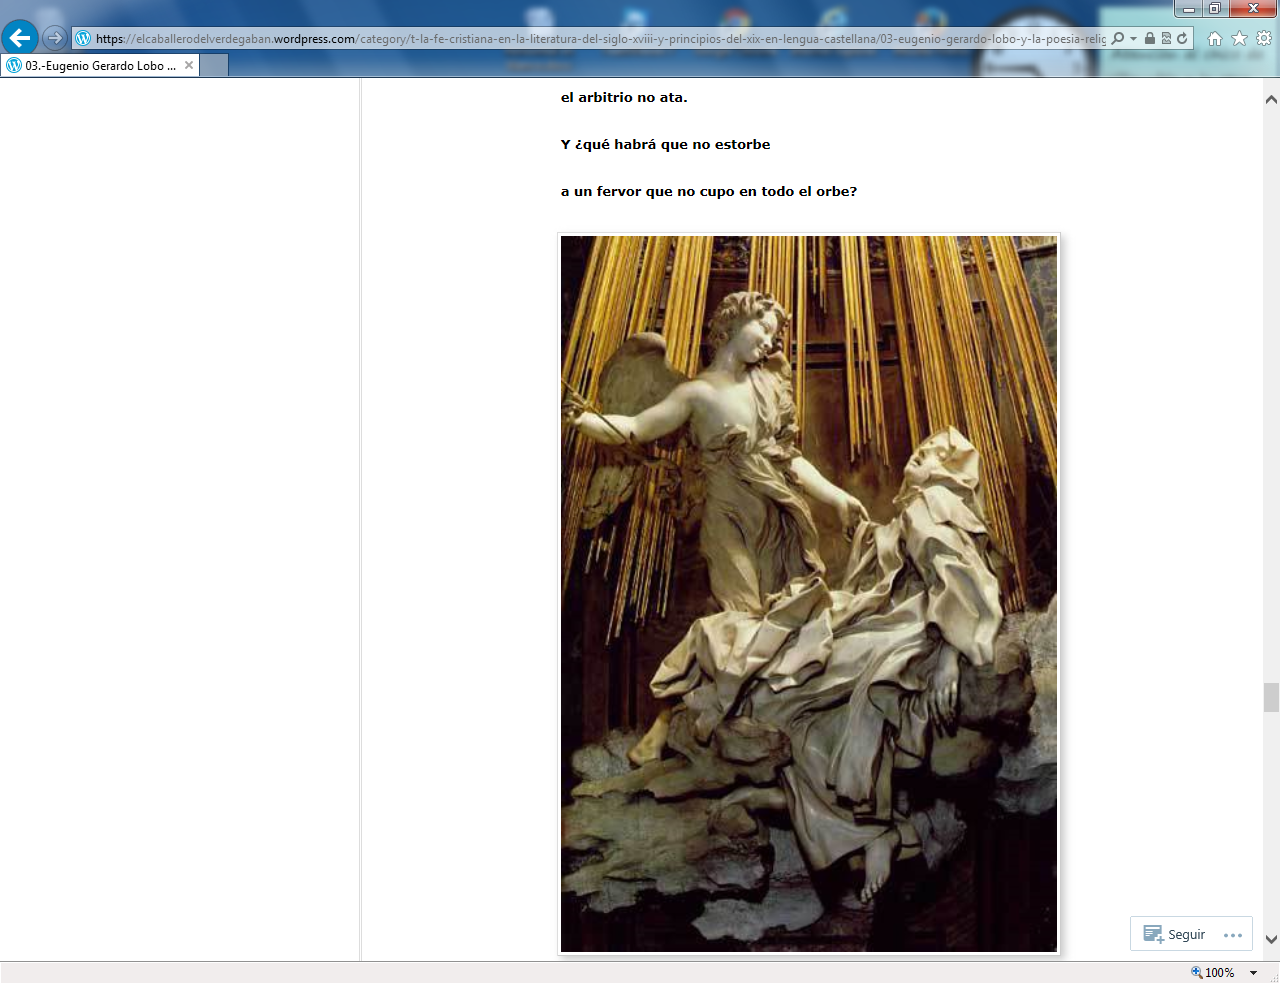 https://elcaballerodelverdegaban.wordpress.com/category/t-la-fe-cristiana-en-la-literatura-del-siglo-xviii-y-principios-del-xix-en-lengua-castellana/03-eugenio-gerardo-lobo-y-la-poesia-relig
03.-Eugenio Gerardo Lobo ...
el arbitrio no ata.
Y ¿qué habrá que no estorbe
a un fervor que no cupo en todo el orbe?
Seguir
100%